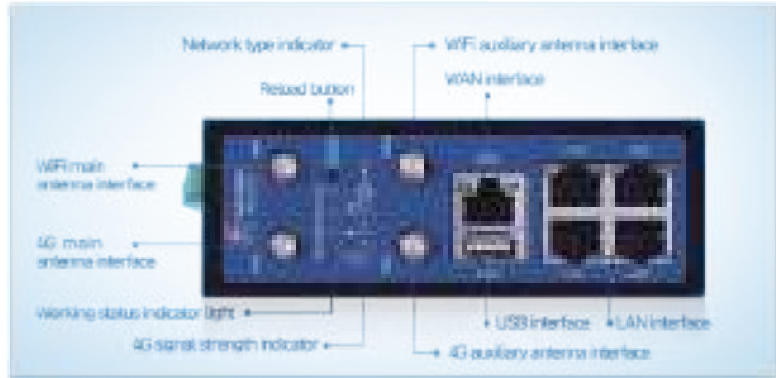 Network type indicator
WiFi auxiliary antenna interface
Reload button
WAN interface
WiFi main
antenna interface
4G main
antenna interface
Working status indicator light
4G signal strength indicator
USB interface
LAN interface
4G auxiliary antenna interface